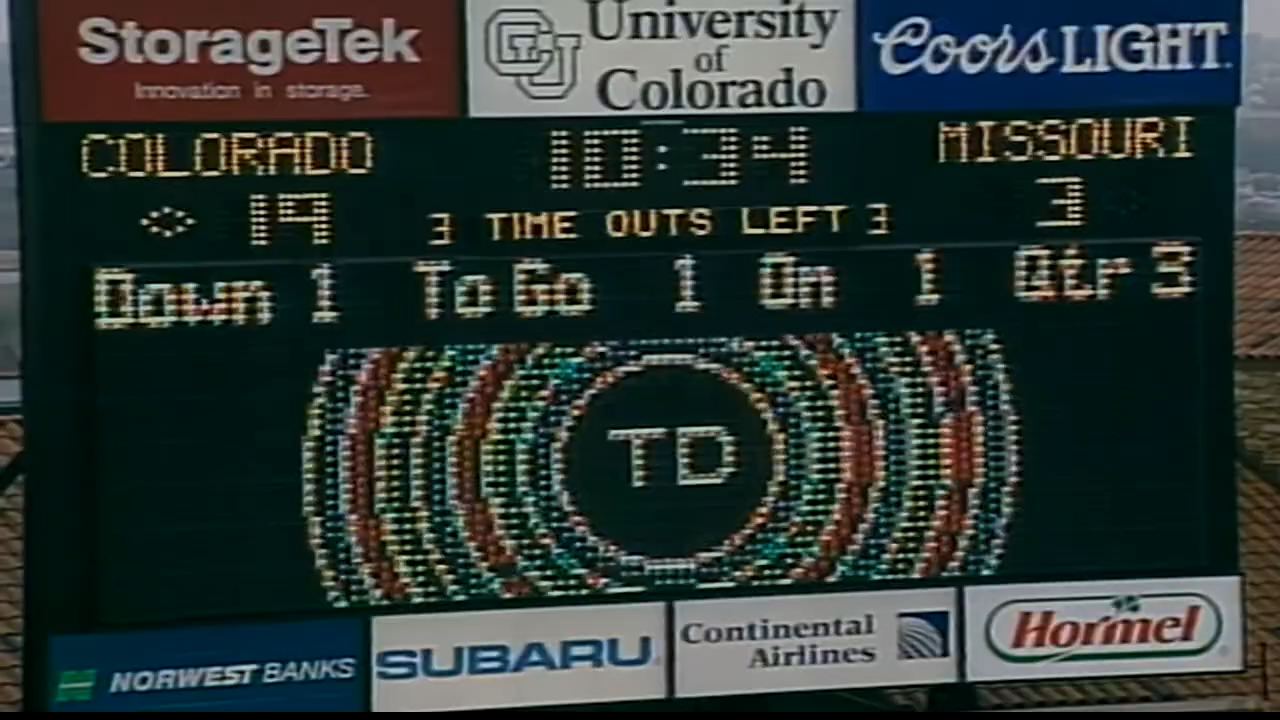 StorageTek
Innovation in storage.
CU
University
of
Colorado
Coors LIGHT
COLORADO 10:34 MISSOURI
19 3 TIME OUTS LEFT 3 3
Down 1 To Go 1 On 1 Qtr 3
TD
NORWEST BANKS
SUBARU
Continental
Airlines
Hormel